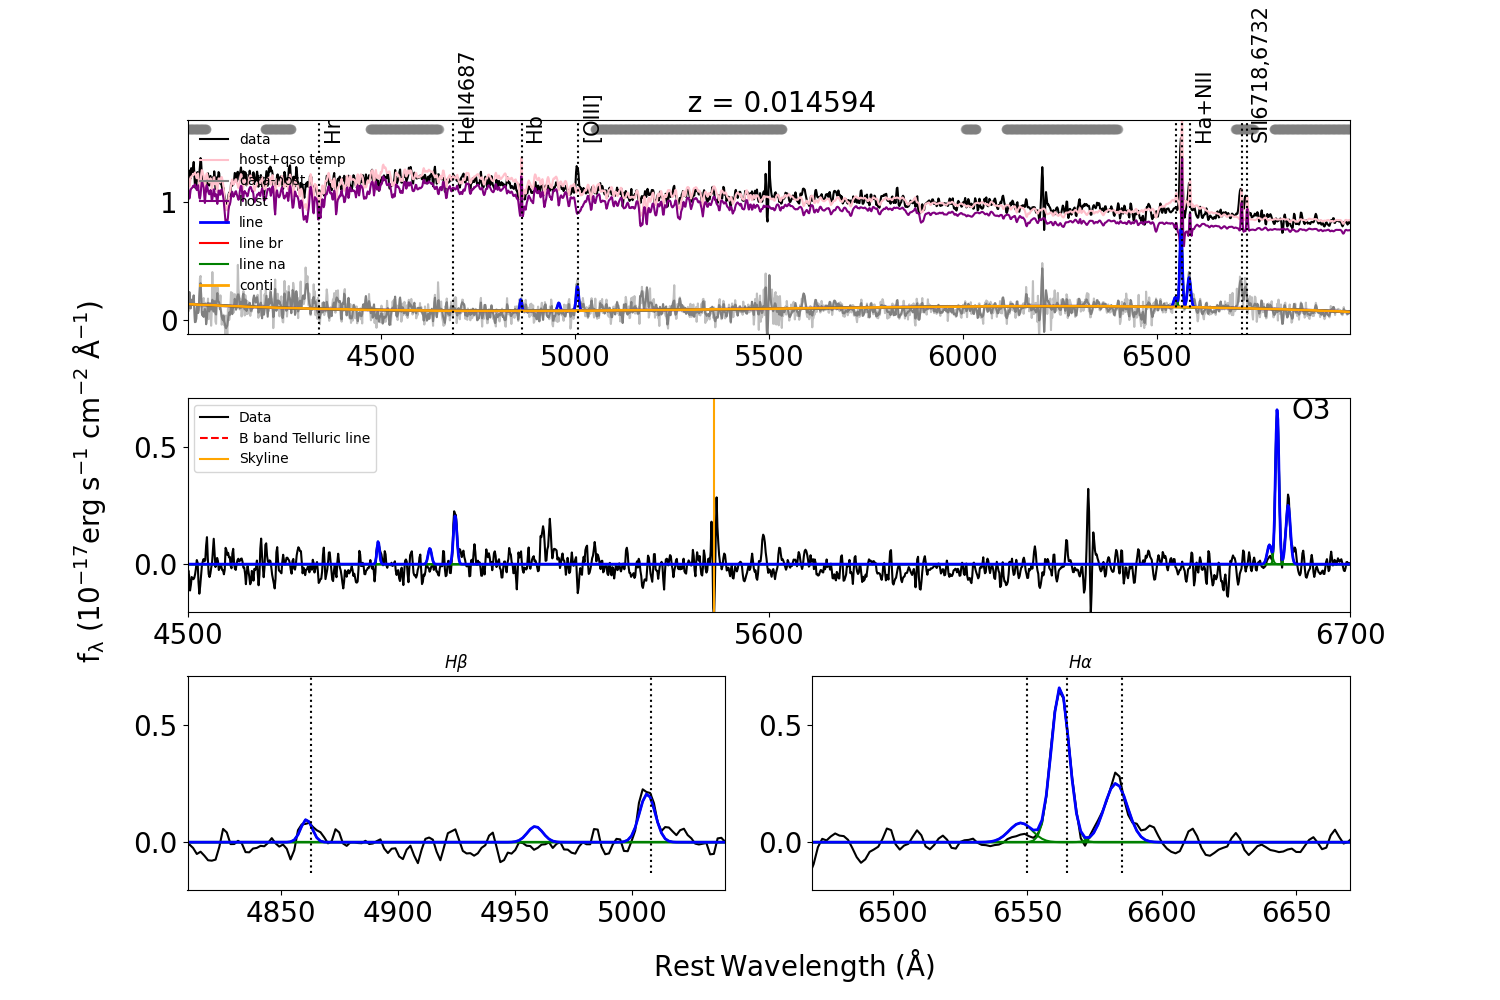 z = 0.014594
Hr
HeII4687
Hb
[OIII]
Ha+NII
SII6718,6732
data
host+qso temp
data-host
host
line
line br
line na
conti
1
0
4500 5000 5500 6000 6500
fλ (10−17erg s−1 cm−2 Å−1)
Data
B band Telluric line
Skyline
O3
0.5
0.0
4500 5600 6700
Hβ
0.5
0.0
4850 4900 4950 5000
Hα
0.5
0.0
6500 6550 6600 6650
Rest Wavelength (Å)